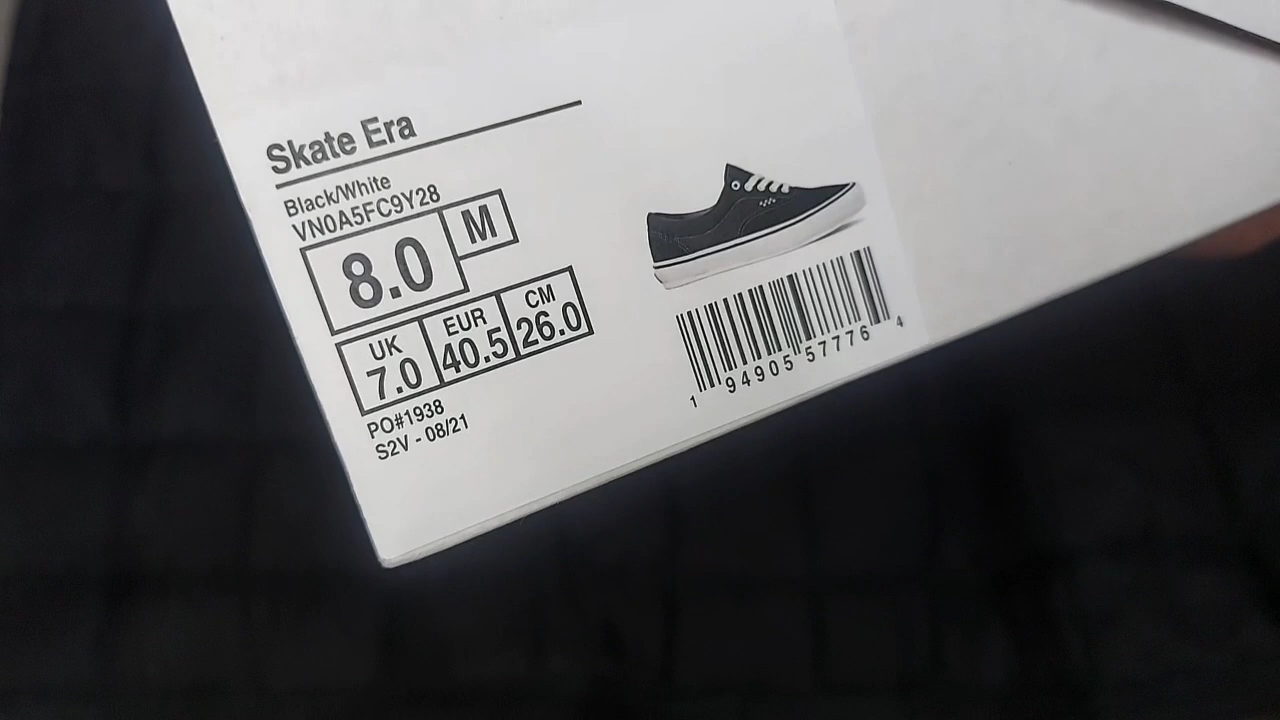 Skate Era
Black/White
VN0A5FC9Y28
8.0 M
UK EUR CM
7.0 40.5 26.0
PO#1938
S2V - 08/21
1 94905 57776 4